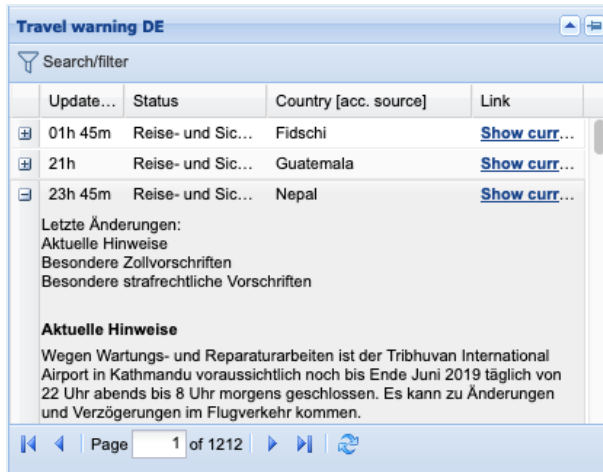 Travel warning DE
Search/filter
Update... Status Country [acc. source] Link
01h 45m Reise- und Sic... Fidschi Show curr...
21h Reise- und Sic... Guatemala Show curr...
23h 45m Reise- und Sic... Nepal Show curr...
Letzte Änderungen:
Aktuelle Hinweise
Besondere Zollvorschriften
Besondere strafrechtliche Vorschriften
Aktuelle Hinweise
Wegen Wartungs- und Reparaturarbeiten ist der Tribhuvan International
Airport in Kathmandu voraussichtlich noch bis Ende Juni 2019 täglich von
22 Uhr abends bis 8 Uhr morgens geschlossen. Es kann zu Änderungen
und Verzögerungen im Flugverkehr kommen.
Page 1 of 1212